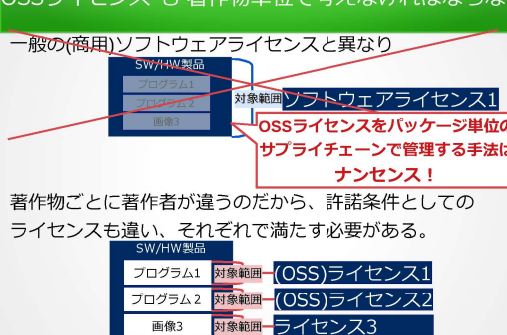 OSSライセンス も 著作物単位で考えなければならな
一般の(商用)ソフトウェアライセンスと異なり
SW/HW製品
プログラム1
プログラム2
画像3
対象範囲
ソフトウェアライセンス1
OSSライセンスをパッケージ単位の
サプライチェーンで管理する手法は
ナンセンス！
著作物ごとに著作者が違うのだから、許諾条件としての
ライセンスも違い、それぞれで満たす必要がある。
SW/HW製品
プログラム1 対象範囲 (OSS)ライセンス1
プログラム2 対象範囲 (OSS)ライセンス2
画像3 対象範囲 ライセンス3